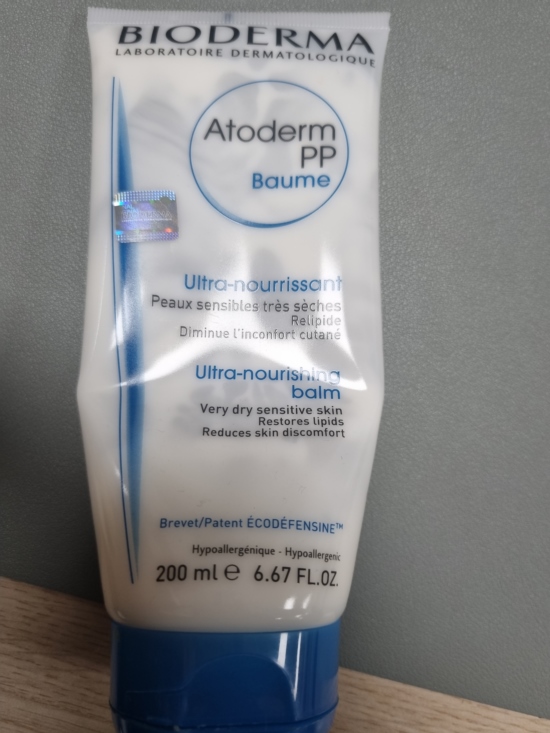 BIODERMA
LABORATOIRE DERMATOLOGIQUE
Atoderm
PP
Baume
Ultra-nourrissant
Peaux sensibles très sèches
Relipide
Diminue l'inconfort cutané
Ultra-nourishing
balm
Very dry sensitive skin
Restores lipids
Reduces skin discomfort
Brevet/Patent ÉCODÉFENSINE™
Hypoallergénique - Hypoallergenic
200 ml ℮ 6.67 FL.OZ.